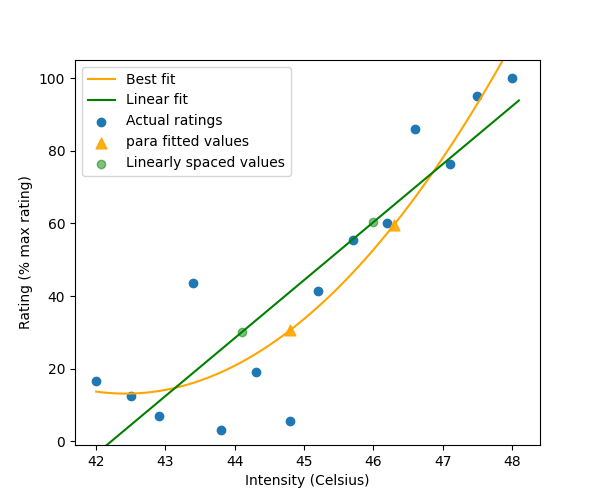 Best fit
Linear fit
Actual ratings
para fitted values
Linearly spaced values
100
80
60
40
20
0
Rating (% max rating)
42 43 44 45 46 47 48
Intensity (Celsius)